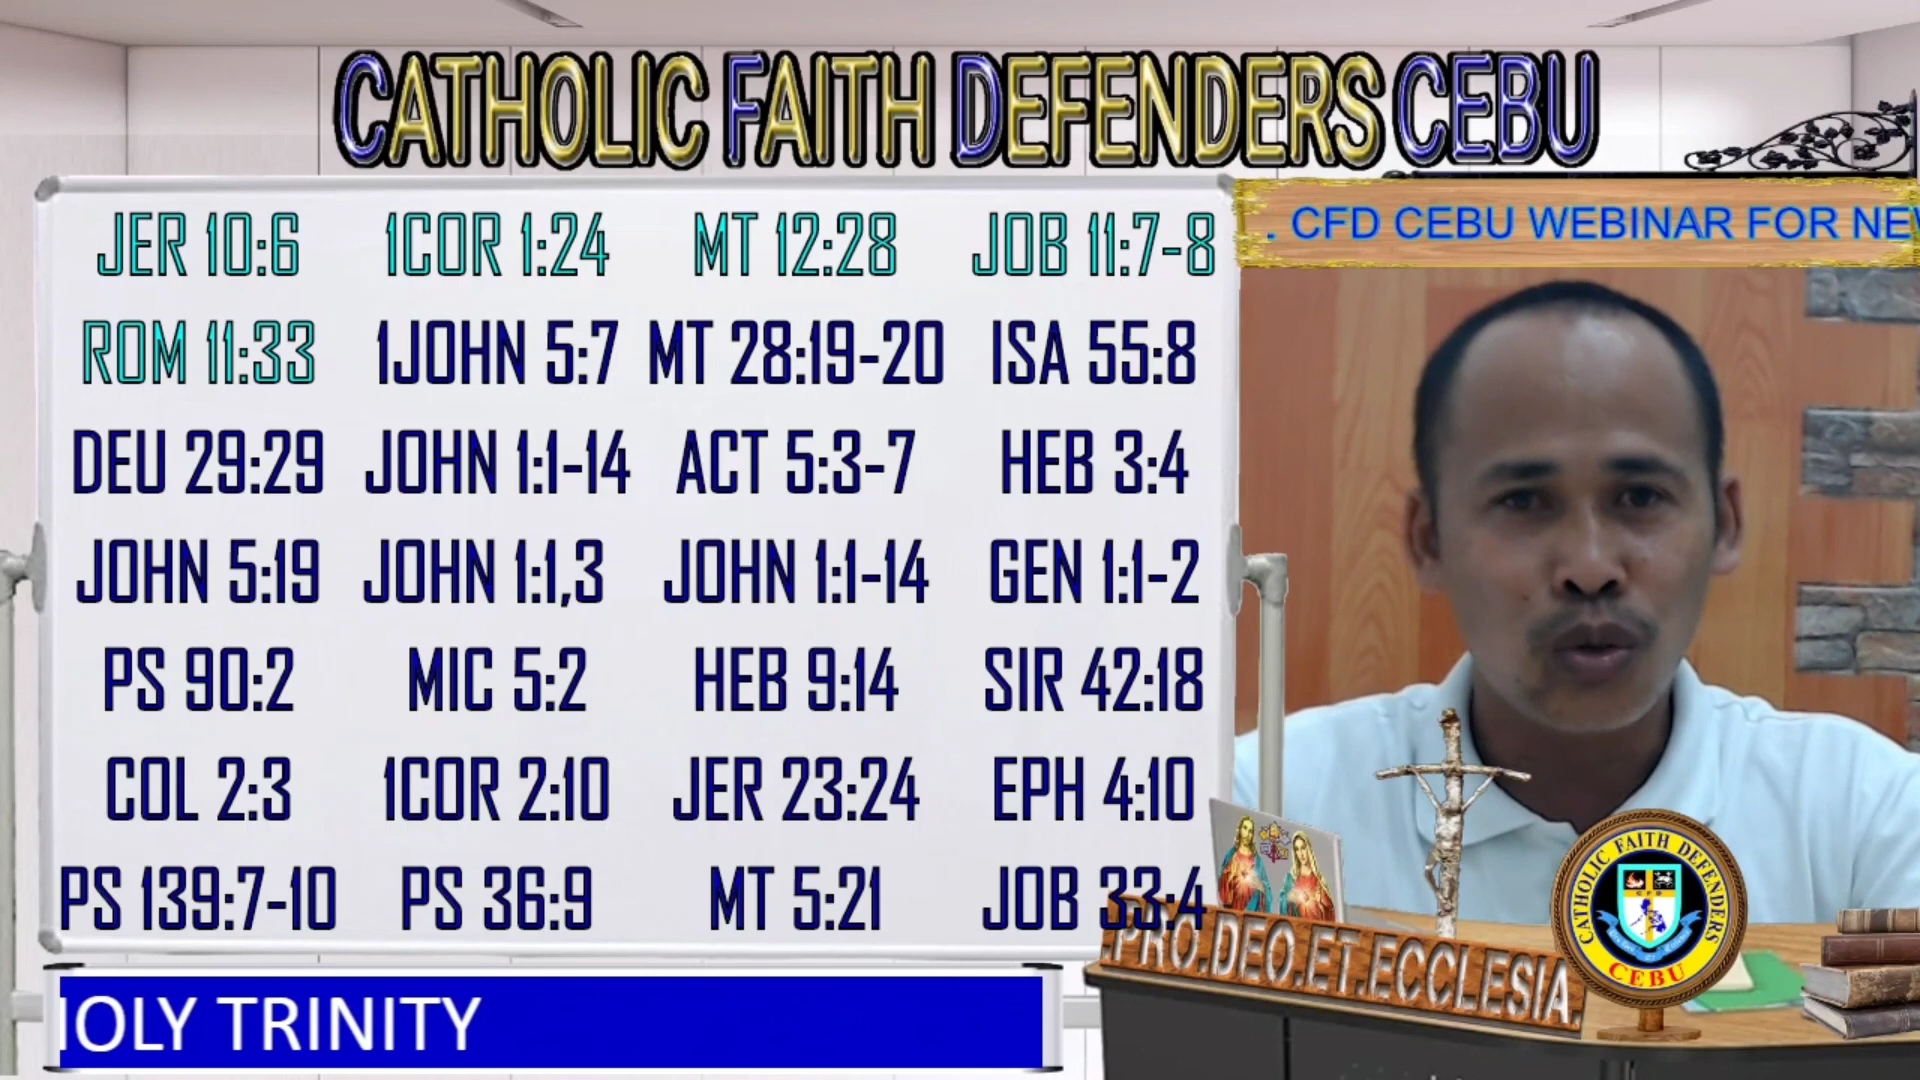 CATHOLIC FAITH DEFENDERS CEBU
. CFD CEBU WEBINAR FOR NEW
JER 10:6 1COR 1:24 MT 12:28 JOB 11:7-8
ROM 11:33 1JOHN 5:7 MT 28:19-20 ISA 55:8
DEU 29:29 JOHN 1:1-14 ACT 5:3-7 HEB 3:4
JOHN 5:19 JOHN 1:1,3 JOHN 1:1-14 GEN 1:1-2
PS 90:2 MIC 5:2 HEB 9:14 SIR 42:18
COL 2:3 1COR 2:10 JER 23:24 EPH 4:10
PS 139:7-10 PS 36:9 MT 5:21 JOB 33:4
PRO.DEO.ET.ECCLESIA.
CATHOLIC FAITH DEFENDERS
CFD
CEBU
HOLY TRINITY